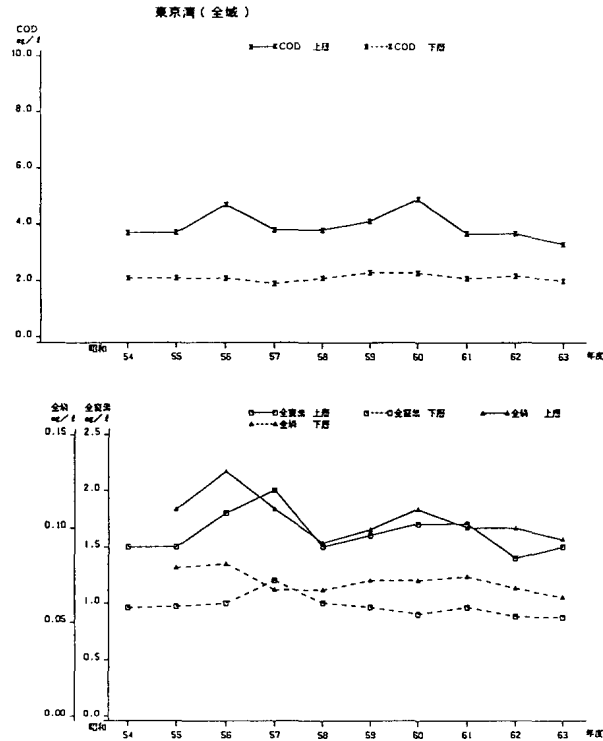 東京湾(全域)
COD
mg/ℓ
COD 上層 COD 下層
10.0
8.0
6.0
4.0
2.0
0.0
昭和 54 55 56 57 58 59 60 61 62 63 年度
全燐 全窒素
mg/ℓ mg/ℓ
全窒素 上層 全窒素 下層 全燐 上層
全燐 下層
0.15 2.5
2.0
0.10
1.5
1.0
0.05
0.5
0.00 0.0
昭和 54 55 56 57 58 59 60 61 62 63 年度